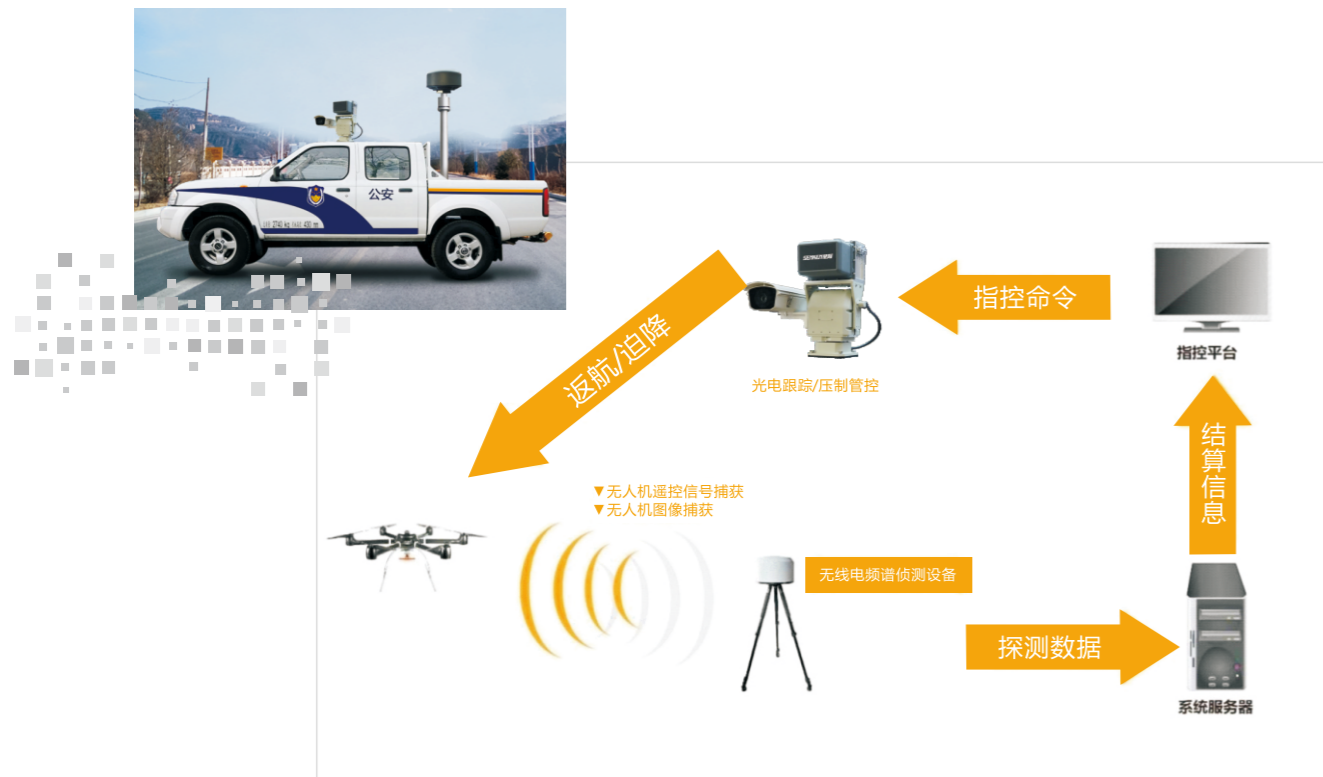 公安
指控命令
指控平台
返航/迫降
光电跟踪/压制管控
结算信息
▼无人机遥控信号捕获
▼无人机图像捕获
无线电频谱侦测设备
探测数据
系统服务器